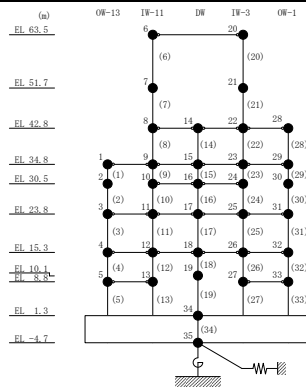 (m) OW-13 IW-11 DW IW-3 OW-1
EL 63.5 6 20
(6) (20)
EL 51.7 7 21
(7) (21)
EL 42.8 8 14 22 28
(8) (14) (22) (28)
EL 34.8 1 9 15 23 29
(1) (9) (15) (23) (29)
EL 30.5 2 10 16 24 30
(2) (10) (16) (24) (30)
EL 23.8 3 11 17 25 31
(3) (11) (17) (25) (31)
EL 15.3 4 12 18 26 32
(4) (12) (18) (26) (32)
EL 10.1 19
EL 8.8 5 13 27 33
(5) (13) (19) (27) (33)
EL 1.3 34
(34)
EL -4.7 35